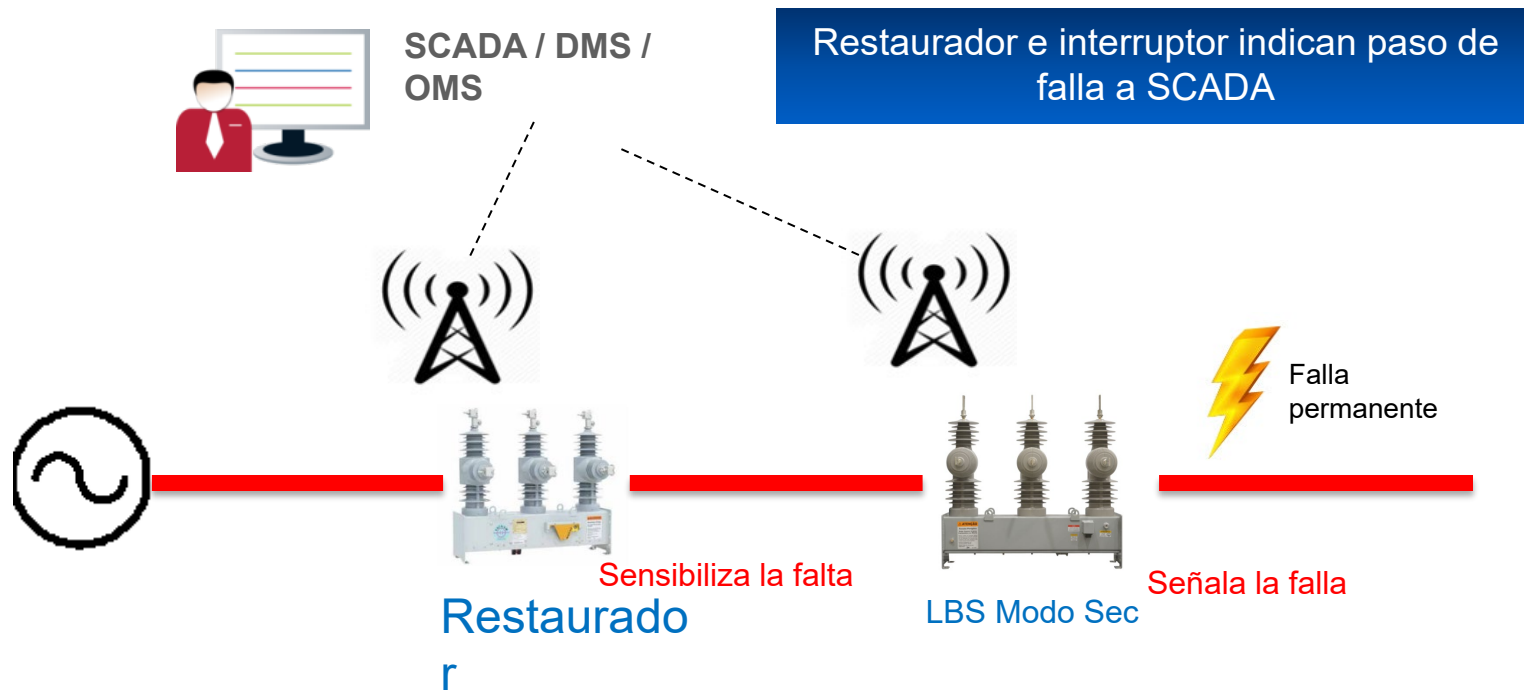 SCADA / DMS /
OMS
Restaurador e interruptor indican paso de
falla a SCADA
Falla
permanente
Sensibiliza la falta
Señala la falla
Restaurado
r
LBS Modo Sec